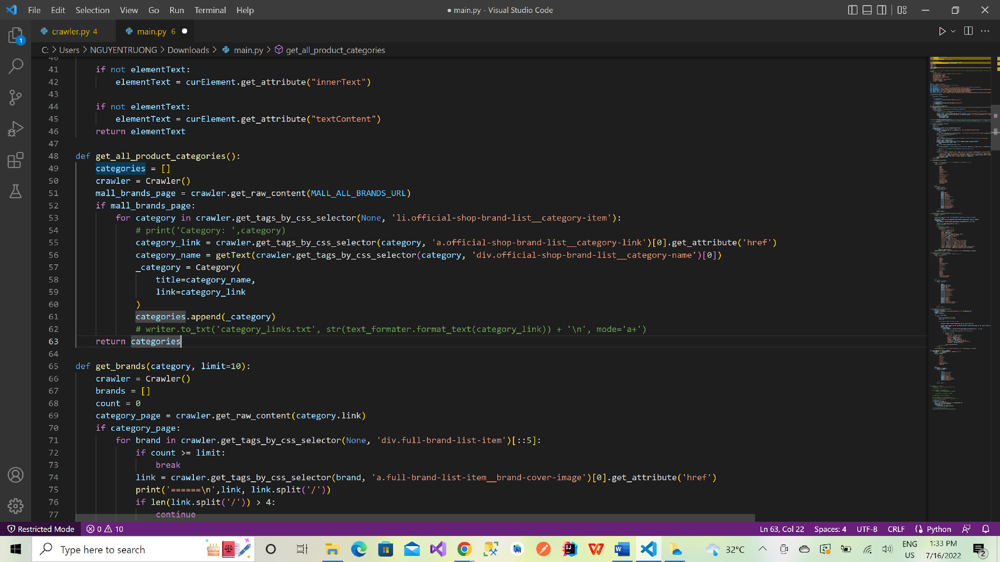 File Edit Selection View Go Run Terminal Help
● main.py - Visual Studio Code
1
crawler.py 4
main.py 6
C: > Users > NGUYENTRUONG > Downloads > main.py > get_all_product_categories
40
41 if not elementText:
42 elementText = curElement.get_attribute("innerText")
43
44 if not elementText:
45 elementText = curElement.get_attribute("textContent")
46 return elementText
47
48 def get_all_product_categories():
49 categories = []
50 crawler = Crawler()
51 mall_brands_page = crawler.get_raw_content(MALL_ALL_BRANDS_URL)
52 if mall_brands_page:
53 for category in crawler.get_tags_by_css_selector(None, 'li.official-shop-brand-list__category-item'):
54 # print('Category: ',category)
55 category_link = crawler.get_tags_by_css_selector(category, 'a.official-shop-brand-list__category-link')[0].get_attribute('href')
56 category_name = getText(crawler.get_tags_by_css_selector(category, 'div.official-shop-brand-list__category-name')[0])
57 _category = Category(
58 title=category_name,
59 link=category_link
60 )
61 categories.append(_category)
62 # writer.to_txt('category_links.txt', str(text_formater.format_text(category_link)) + '\n', mode='a+')
63 return categories
64
65 def get_brands(category, limit=10):
66 crawler = Crawler()
67 brands = []
68 count = 0
69 category_page = crawler.get_raw_content(category.link)
70 if category_page:
71 for brand in crawler.get_tags_by_css_selector(None, 'div.full-brand-list-item')[::5]:
72 if count >= limit:
73 break
74 link = crawler.get_tags_by_css_selector(brand, 'a.full-brand-list-item__brand-cover-image')[0].get_attribute('href')
75 print('======\n',link, link.split('/'))
76 if len(link.split('/')) > 4:
77 continue
Restricted Mode 0 10
Ln 63, Col 22 Spaces: 4 UTF-8 CRLF Python
Type here to search
32°C
ENG
US
1:33 PM
7/16/2022
2